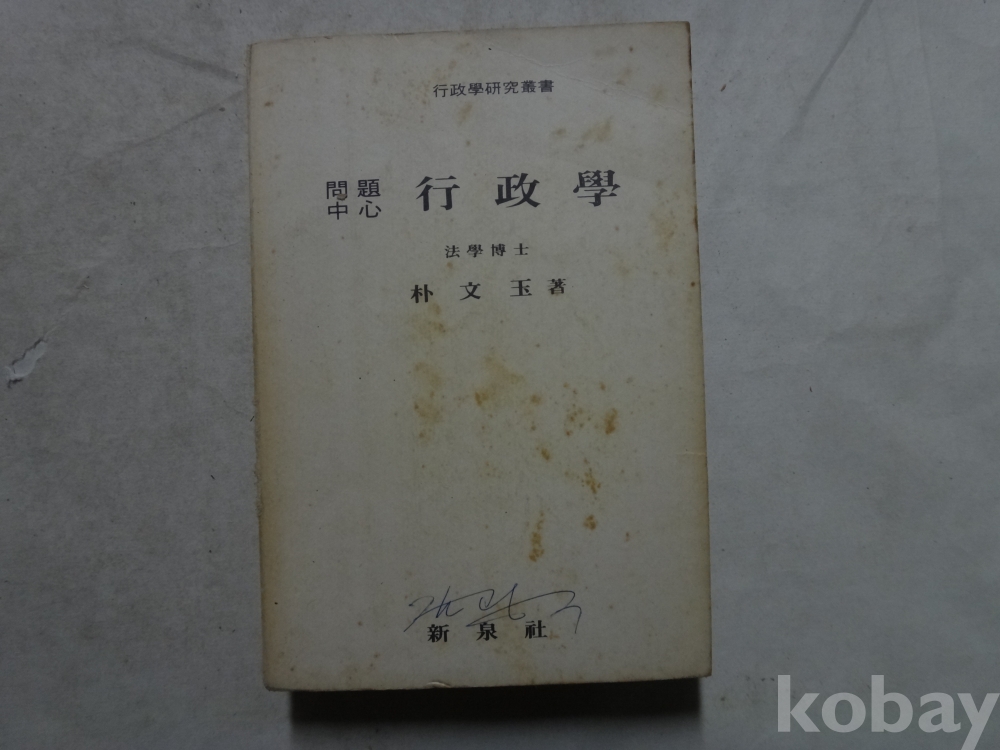 行政學研究叢書
問題
中心 行政學
法學博士
朴文玉著
新泉社
kobay